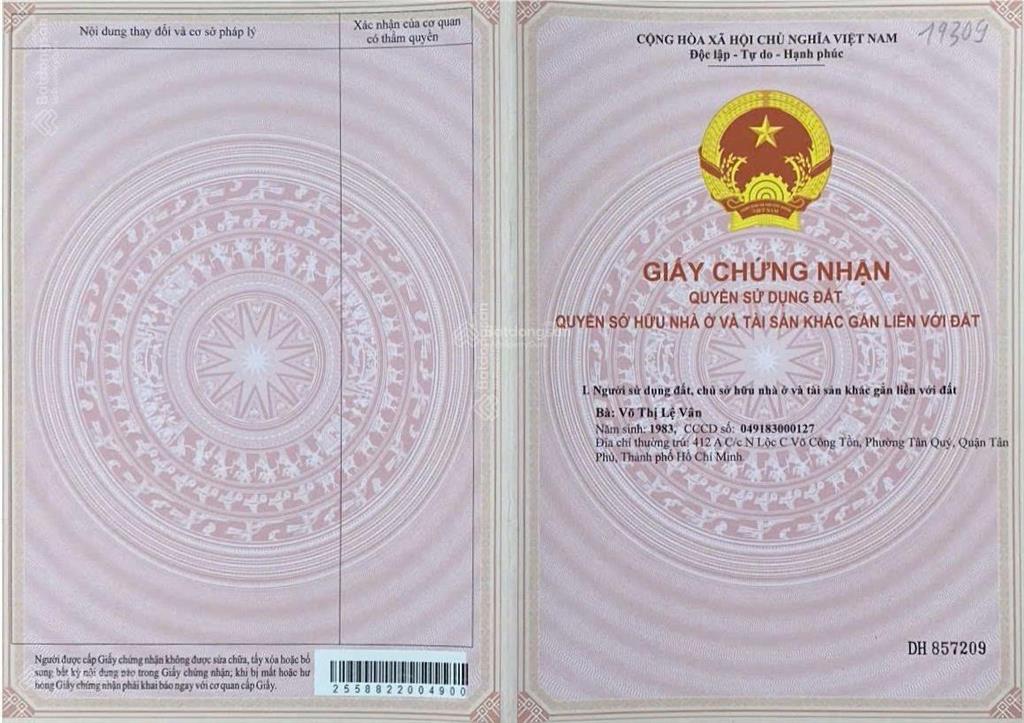 Nội dung thay đổi và cơ sở pháp lý
Xác nhận của cơ quan
có thẩm quyền
Người được cấp Giấy chứng nhận không được sửa chữa, tẩy xóa hoặc bổ
sung bất kỳ nội dung nào trong Giấy chứng nhận; khi bị mất hoặc hư
hỏng Giấy chứng nhận phải khai báo ngay với cơ quan cấp Giấy.
2558822004900
19309
CỘNG HÒA XÃ HỘI CHỦ NGHĨA VIỆT NAM
Độc lập - Tự do - Hạnh phúc
VIỆT NAM
GIẤY CHỨNG NHẬN
QUYỀN SỬ DỤNG ĐẤT
QUYỀN SỞ HỮU NHÀ Ở VÀ TÀI SẢN KHÁC GẮN LIỀN VỚI ĐẤT
Batdongsan
I. Người sử dụng đất, chủ sở hữu nhà ở và tài sản khác gắn liền với đất
Bà: Võ Thị Lệ Vân
Năm sinh: 1983, CCCD số: 049183000127
Địa chỉ thường trú: 412 A C/c N Lộc C Võ Công Tồn, Phường Tân Quý, Quận Tân
Phú, Thành phố Hồ Chí Minh.
DH 857209